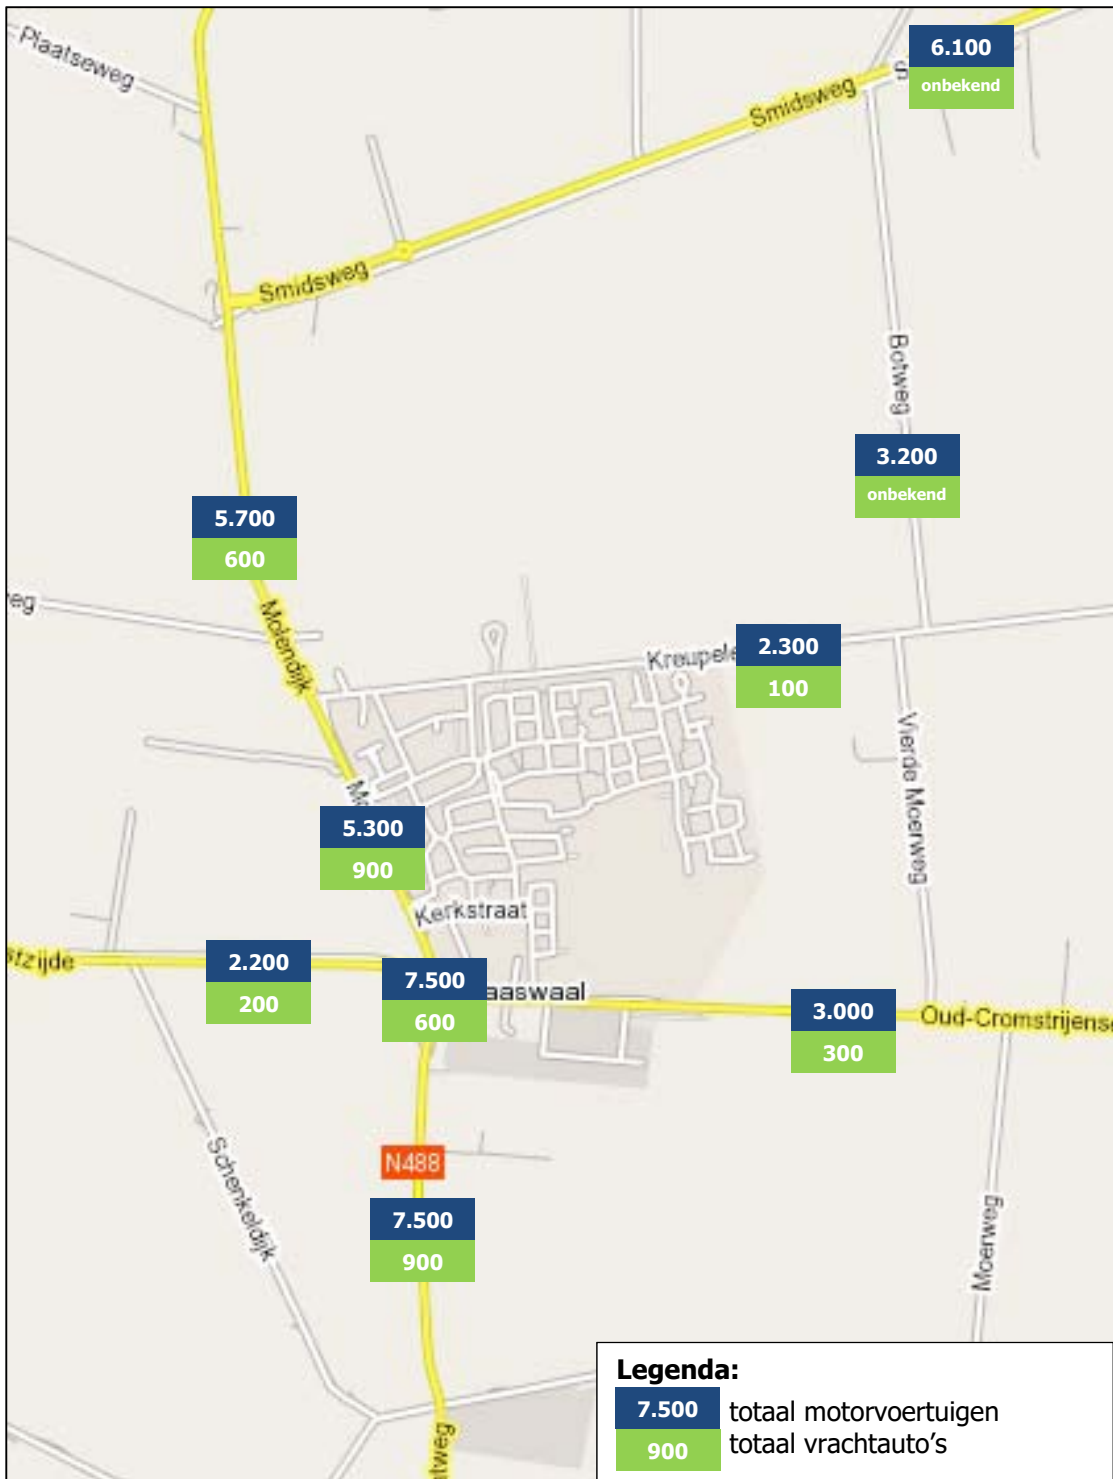 Plaatseweg
6.100
onbekend
Smidsweg
Smidsweg
Botweg
3.200
onbekend
5.700
600
Molendijk
2.300
100
Vierde Moerweg
5.300
900
Kerkstraat
2.200
200
7.500
600
aaswaal
3.000
300
Oud-Cromstrijense
N488
Schenkeldijk
7.500
900
Moerweg
Legenda:
7.500 totaal motorvoertuigen
900 totaal vrachtauto’s